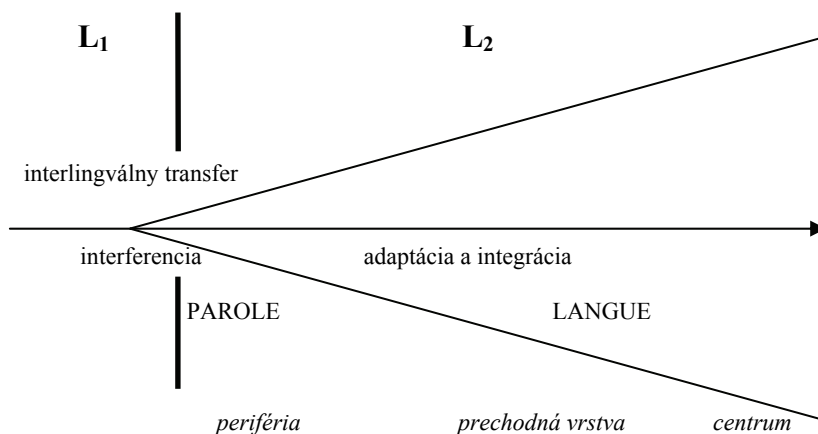 L₁ L₂
interlingválny transfer
interferencia adaptácia a integrácia
PAROLE LANGUE
periféria prechodná vrstva centrum